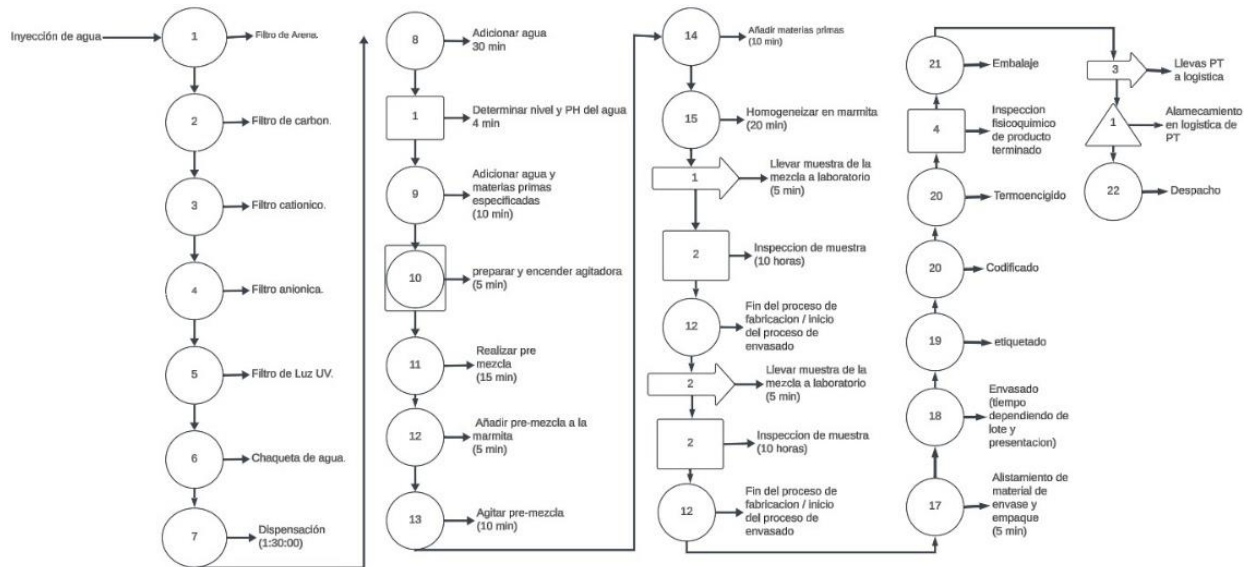 Inyección de agua
1
Filtro de Arena.
2
Filtro de carbon.
3
Filtro cationico.
4
Filtro anionica.
5
Filtro de Luz UV.
6
Chaqueta de agua.
7
Dispensación
(1:30:00)
8
Adicionar agua
30 min
1
Determinar nivel y PH del agua
4 min
9
Adicionar agua y
materias primas
especificadas
(10 min)
10
preparar y encender agitadora
(5 min)
11
Realizar pre
mezcla
(15 min)
12
Añadir pre-mezcla a la
marmita
(5 min)
13
Agitar pre-mezcla
(10 min)
14
Añadir materias primas
(10 min)
15
Homogeneizar en marmita
(20 min)
1
Llevar muestra de la
mezcla a laboratorio
(5 min)
2
Inspeccion de muestra
(10 horas)
12
Fin del proceso de
fabricacion / inicio
del proceso de
envasado
2
Llevar muestra de la
mezcla a laboratorio
(5 min)
2
Inspeccion de muestra
(10 horas)
12
Fin del proceso de
fabricacion / inicio
del proceso de
envasado
21
Embalaje
4
Inspeccion
fisicoquimico
de producto
terminado
20
Termoencigido
20
Codificado
19
etiquetado
18
Envasado
(tiempo
dependiendo de
lote y
presentacion)
17
Alistamiento de
material de
envase y
empaque
(5 min)
3
Llevas PT
a logistica
1
Alamecamiento
en logistica de
PT
22
Despacho